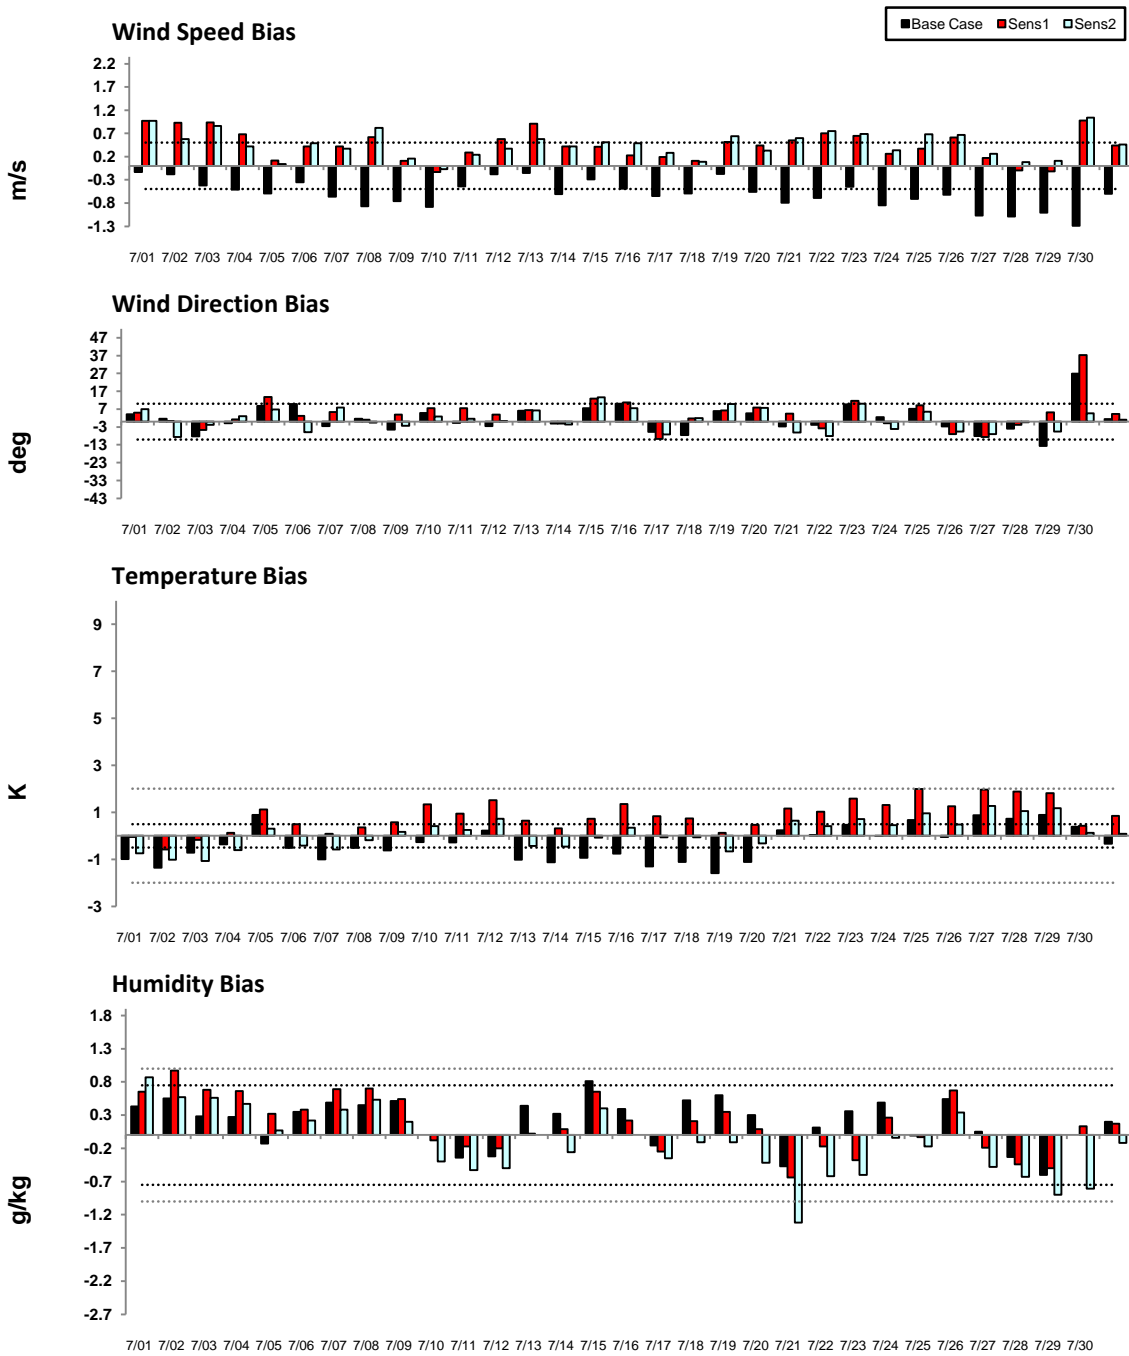 Wind Speed Bias
Base Case Sens1 Sens2
m/s
2.2
1.7
1.2
0.7
0.2
-0.3
-0.8
-1.3
7/01 7/02 7/03 7/04 7/05 7/06 7/07 7/08 7/09 7/10 7/11 7/12 7/13 7/14 7/15 7/16 7/17 7/18 7/19 7/20 7/21 7/22 7/23 7/24 7/25 7/26 7/27 7/28 7/29 7/30
Wind Direction Bias
deg
47
37
27
17
7
-3
-13
-23
-33
-43
7/01 7/02 7/03 7/04 7/05 7/06 7/07 7/08 7/09 7/10 7/11 7/12 7/13 7/14 7/15 7/16 7/17 7/18 7/19 7/20 7/21 7/22 7/23 7/24 7/25 7/26 7/27 7/28 7/29 7/30
Temperature Bias
K
9
7
5
3
1
-1
-3
7/01 7/02 7/03 7/04 7/05 7/06 7/07 7/08 7/09 7/10 7/11 7/12 7/13 7/14 7/15 7/16 7/17 7/18 7/19 7/20 7/21 7/22 7/23 7/24 7/25 7/26 7/27 7/28 7/29 7/30
Humidity Bias
g/kg
1.8
1.3
0.8
0.3
-0.2
-0.7
-1.2
-1.7
-2.2
-2.7
7/01 7/02 7/03 7/04 7/05 7/06 7/07 7/08 7/09 7/10 7/11 7/12 7/13 7/14 7/15 7/16 7/17 7/18 7/19 7/20 7/21 7/22 7/23 7/24 7/25 7/26 7/27 7/28 7/29 7/30